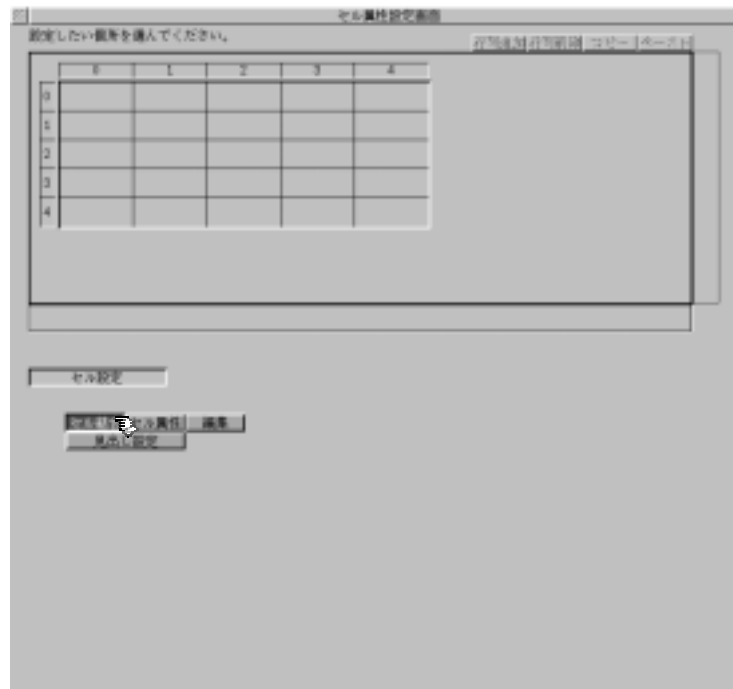 セル属性設定画面
設定したい個所を選んでください。
行列追加 行列削除 コピー ペースト
0 1 2 3 4
0
1
2
3
4
セル設定
セル属性 編集
見出し設定